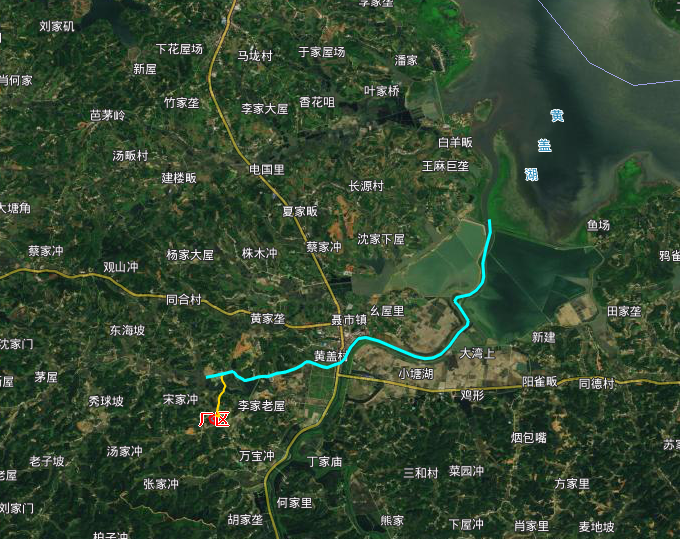 李家垄
刘家矶
下花屋场
马垅村
于家屋场
潘家
新屋
当何家
叶家桥
竹家垄
李家大屋
香花咀
芭茅岭
黄
盖
湖
白羊畈
汤畈村
王麻巨垄
电国里
建楼畈
长源村
大塘角
夏家畈
鱼场
沈家下屋
蔡家冲
蔡家冲
杨家大屋
株木冲
观山冲
同合村
幺屋里
田家垄
黄家垄
聂市镇
东海坡
新建
沈家门
黄盖村
大湾上
茅屋
小塘湖
阳雀畈
同德村
宋家冲
鸡形
秀球坡
李家老屋
厂区
烟包嘴
汤家冲
万宝冲
老子坡
丁家庙
三和村
菜园冲
老屋
张家冲
方家里
何家里
刘家门
胡家垄
熊家
下屋冲
肖家里
麦地坡
柏子冲